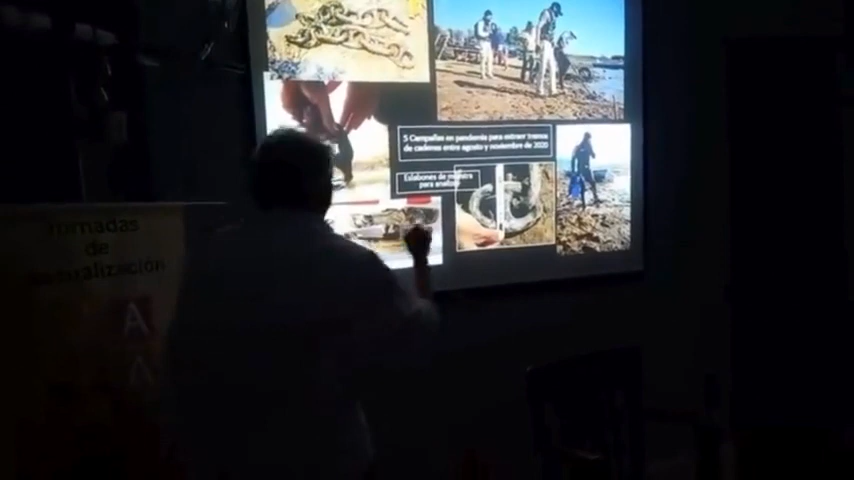 5 Campañas en pandemia para extraer tramos
de cadenas entre agosto y noviembre de 2020
Eslabones de muestra
para analizar
Jornadas
de